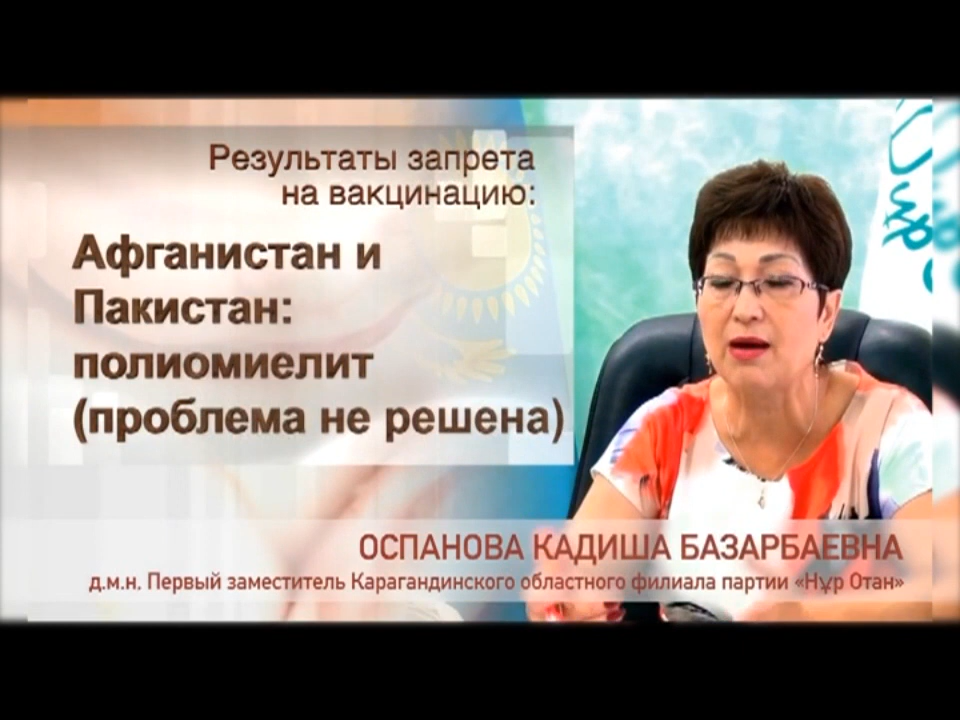 Результаты запрета
на вакцинацию:
Афганистан и
Пакистан:
полиомиелит
(проблема не решена)
ОСПАНОВА КАДИША БАЗАРБАЕВНА
д.м.н. Первый заместитель Карагандинского областного филиала партии «Нұр Отан»